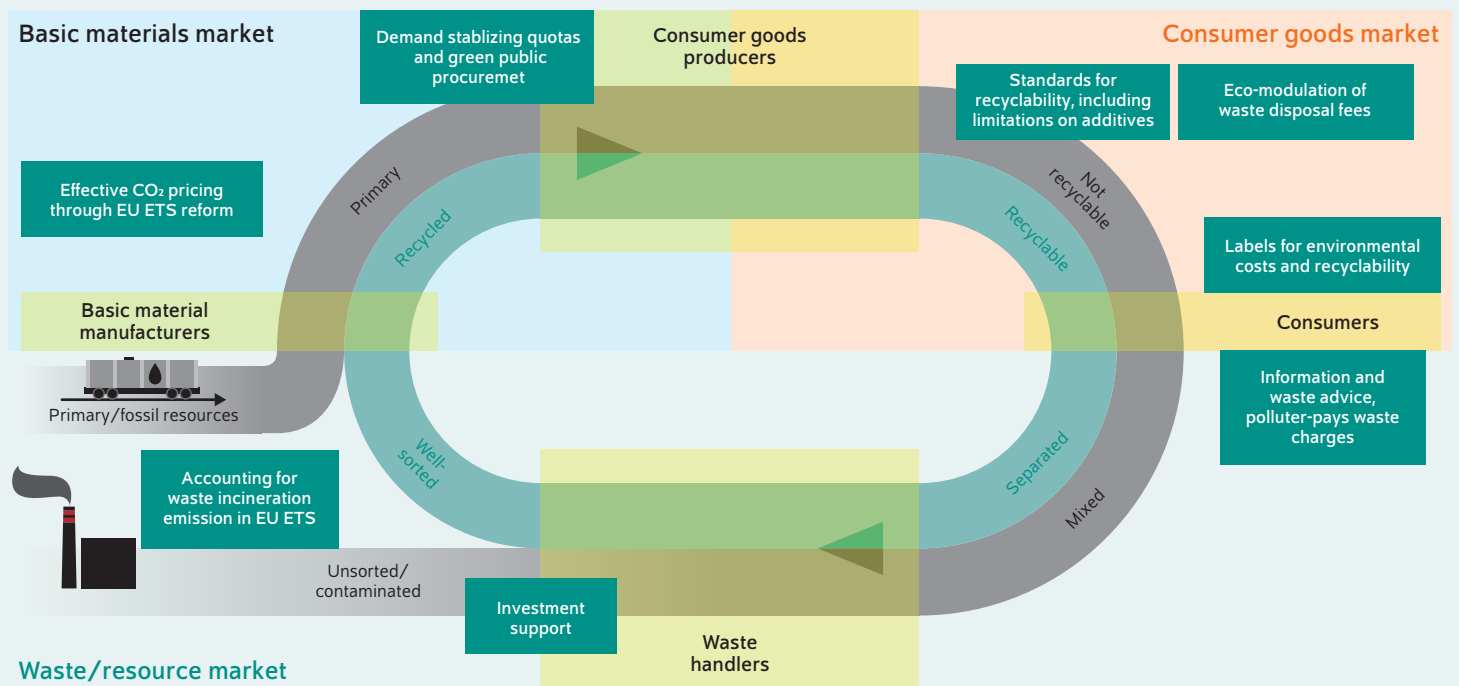 Basic materials market
Demand stablizing quotas
and green public
procuremet
Consumer goods
producers
Consumer goods market
Standards for
recyclability, including
limitations on additives
Eco-modulation of
waste disposal fees
Effective CO₂ pricing
through EU ETS reform
Primary
Recycled
Not
recyclable
Recyclable
Labels for environmental
costs and recyclability
Basic material
manufacturers
Consumers
Primary/fossil resources
Information and
waste advice,
polluter-pays waste
charges
Well-
sorted
Separated
Mixed
Accounting for
waste incineration
emission in EU ETS
Unsorted/
contaminated
Investment
support
Waste
handlers
Waste/resource market